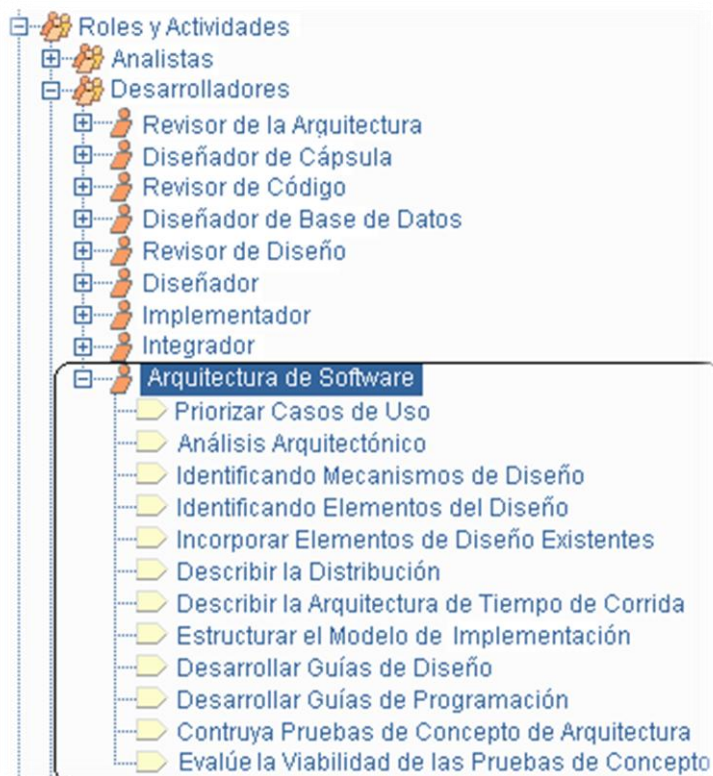 Roles y Actividades
Analistas
Desarrolladores
Revisor de la Arquitectura
Diseñador de Cápsula
Revisor de Código
Diseñador de Base de Datos
Revisor de Diseño
Diseñador
Implementador
Integrador
Arquitectura de Software
Priorizar Casos de Uso
Análisis Arquitectónico
Identificando Mecanismos de Diseño
Identificando Elementos del Diseño
Incorporar Elementos de Diseño Existentes
Describir la Distribución
Describir la Arquitectura de Tiempo de Corrida
Estructurar el Modelo de Implementación
Desarrollar Guías de Diseño
Desarrollar Guías de Programación
Contruya Pruebas de Concepto de Arquitectura
Evalúe la Viabilidad de las Pruebas de Concepto